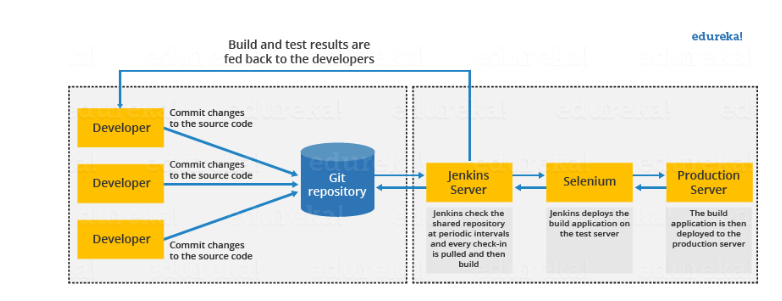 edureka!
Build and test results are
fed back to the developers
Developer
Commit changes
to the source code
Developer
Commit changes
to the source code
Developer
Commit changes
to the source code
Git
repository
Jenkins
Server
Jenkins check the
shared repository
at periodic intervals
and every check-in
is pulled and then
build
Selenium
Jenkins deploys the
build application on
the test server
Production
Server
The build
application is then
deployed to the
production server